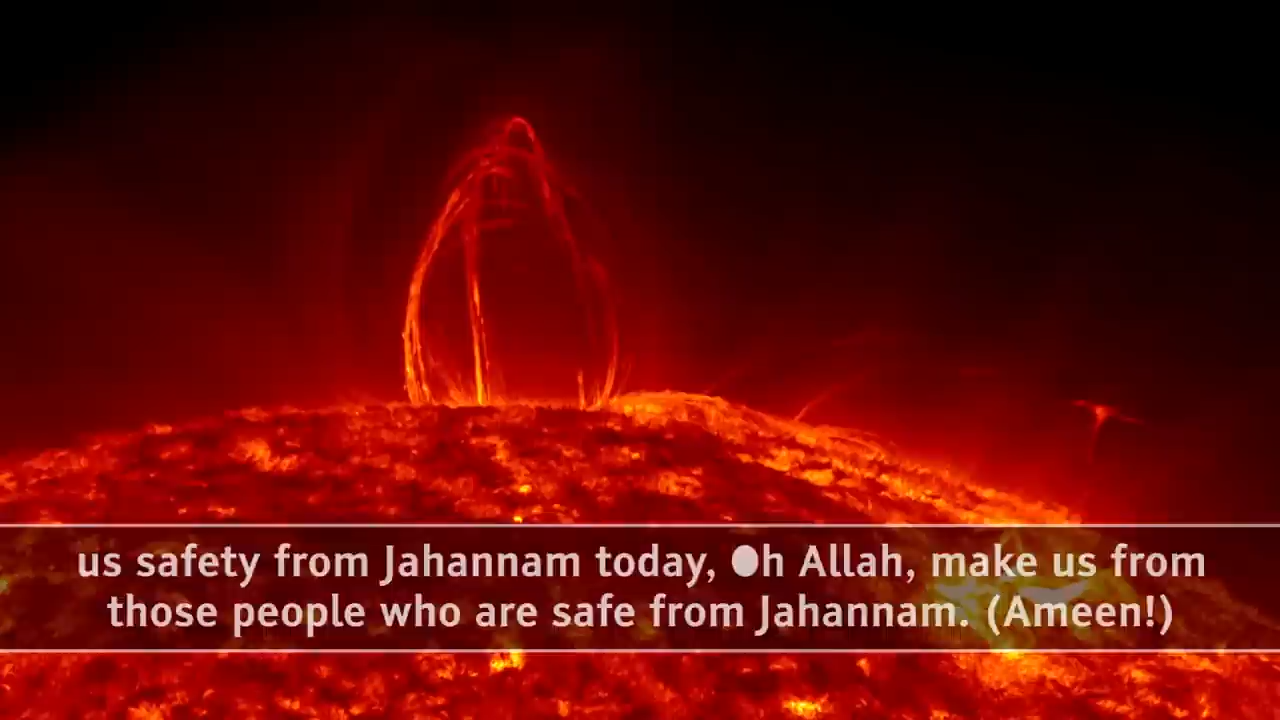 us safety from Jahannam today, Oh Allah, make us from
those people who are safe from Jahannam. (Ameen!)